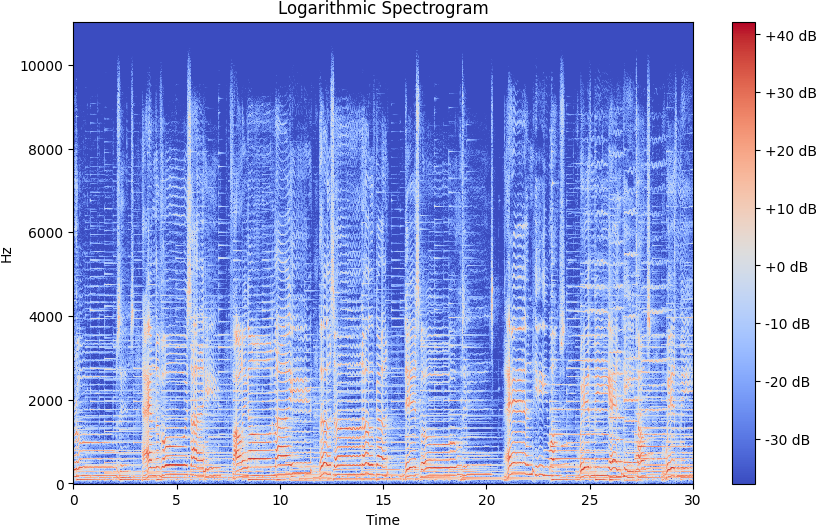 Logarithmic Spectrogram
Hz
10000
8000
6000
4000
2000
0
0 5 10 15 20 25 30
Time
+40 dB
+30 dB
+20 dB
+10 dB
+0 dB
-10 dB
-20 dB
-30 dB